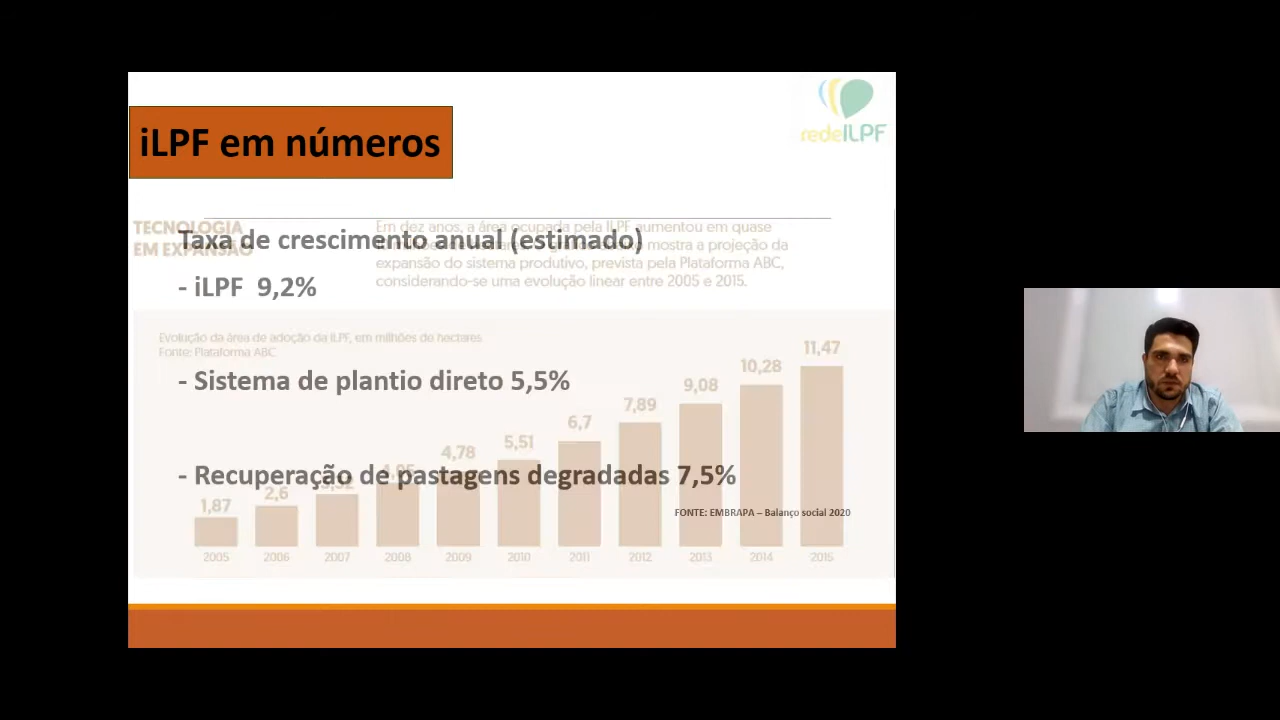 redeILPF
iLPF em números
TECNOLOGIA
EM EXPANSÃO
Em dez anos, a área ocupada pela ILPF aumentou em quase
mostra a projeção da
expansão do sistema produtivo, prevista pela Plataforma ABC,
considerando-se uma evolução linear entre 2005 e 2015.
Taxa de crescimento anual (estimado)
- iLPF 9,2%
Evolução da área de adoção da ILPF, em milhões de hectares
Fonte: Plataforma ABC
- Sistema de plantio direto 5,5%
- Recuperação de pastagens degradadas 7,5%
FONTE: EMBRAPA – Balanço social 2020
1,87 2,6 4,78 5,51 6,7 7,89 9,08 10,28 11,47
2005 2006 2007 2008 2009 2010 2011 2012 2013 2014 2015